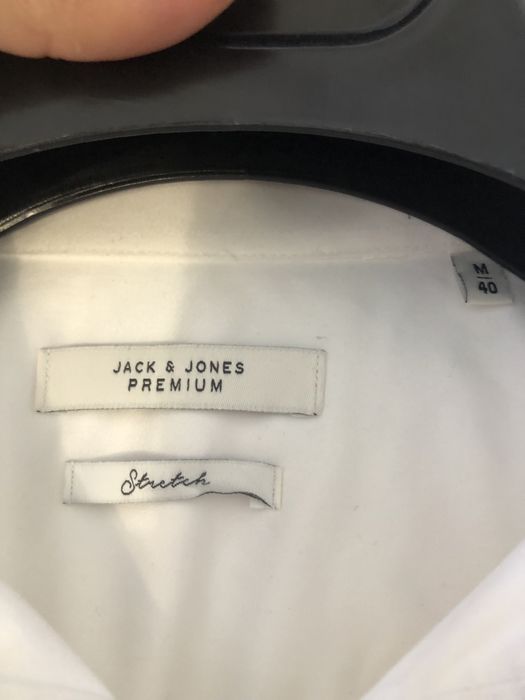 M
40
JACK & JONES
PREMIUM
Stretch